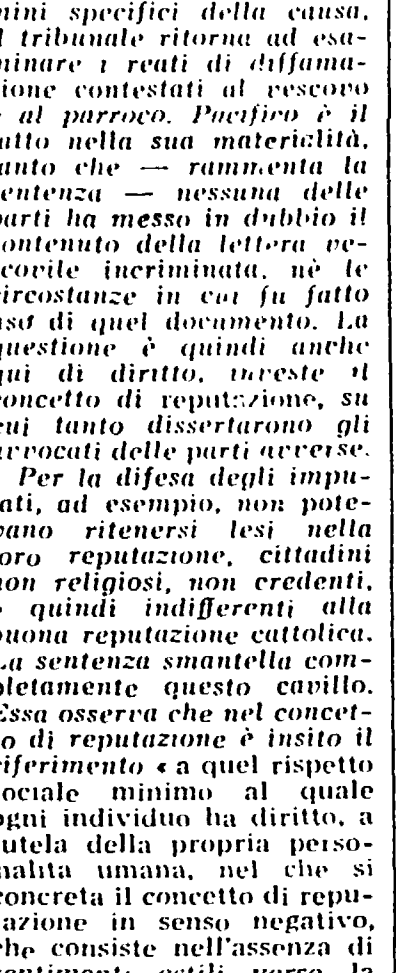 mini specifici della causa,
l tribunale ritorna ad esa-
minare i reati di diffama-
zione contestati al vescovo
e al parroco. Pacifico è il
fatto nella sua materialità,
tanto che — rammenta la
sentenza — nessuna delle
parti ha messo in dubbio il
contenuto della lettera ve-
scovile incriminata, nè le
circostanze in cui fu fatto
uso di quel documento. La
questione è quindi anche
qui di diritto, investe il
concetto di reputazione, su
cui tanto dissertarono gli
avvocati delle parti avverse.
Per la difesa degli impu-
tati, ad esempio, non pote-
vano ritenersi lesi nella
loro reputazione, cittadini
non religiosi, non credenti,
e quindi indifferenti alla
buona reputazione cattolica.
La sentenza smantella com-
pletamente questo cavillo.
Essa osserva che nel concet-
to di reputazione è insito il
riferimento « a quel rispetto
sociale minimo al quale
ogni individuo ha diritto, a
tutela della propria perso-
nalità umana, nel che si
concreta il concetto di repu-
tazione in senso negativo,
che consiste nell'assenza di
sentimenti ostili verso la